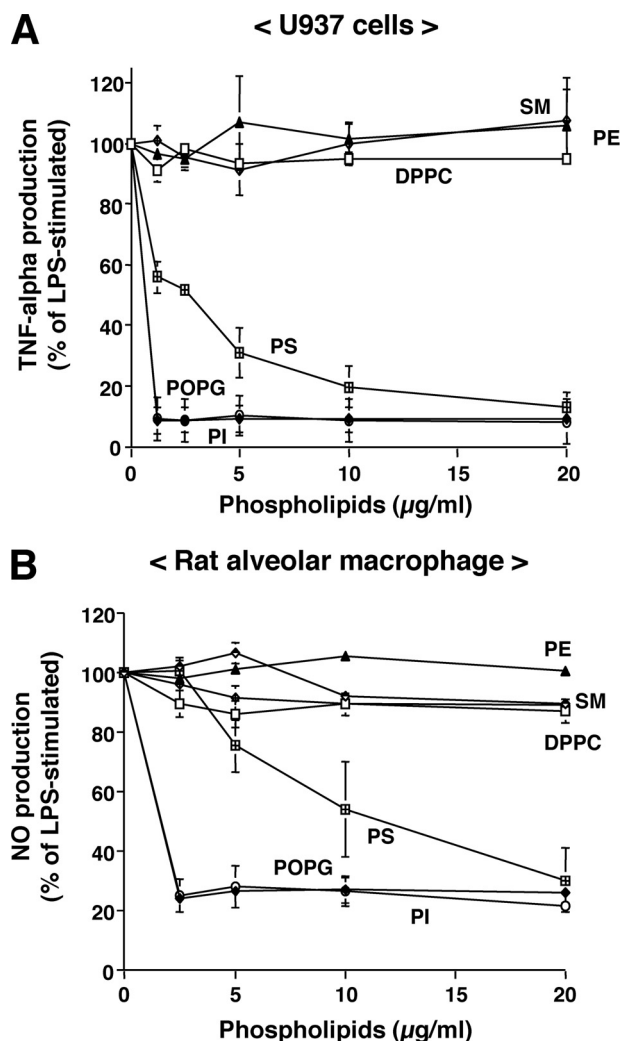 A
< U937 cells >
TNF-alpha production
(% of LPS-stimulated)
120
100
80
60
40
20
0
SM
PE
DPPC
PS
POPG
PI
0 5 10 15 20
Phospholipids (µg/ml)
B
< Rat alveolar macrophage >
NO production
(% of LPS-stimulated)
120
100
80
60
40
20
0
PE
SM
DPPC
PS
POPG
PI
0 5 10 15 20
Phospholipids (µg/ml)